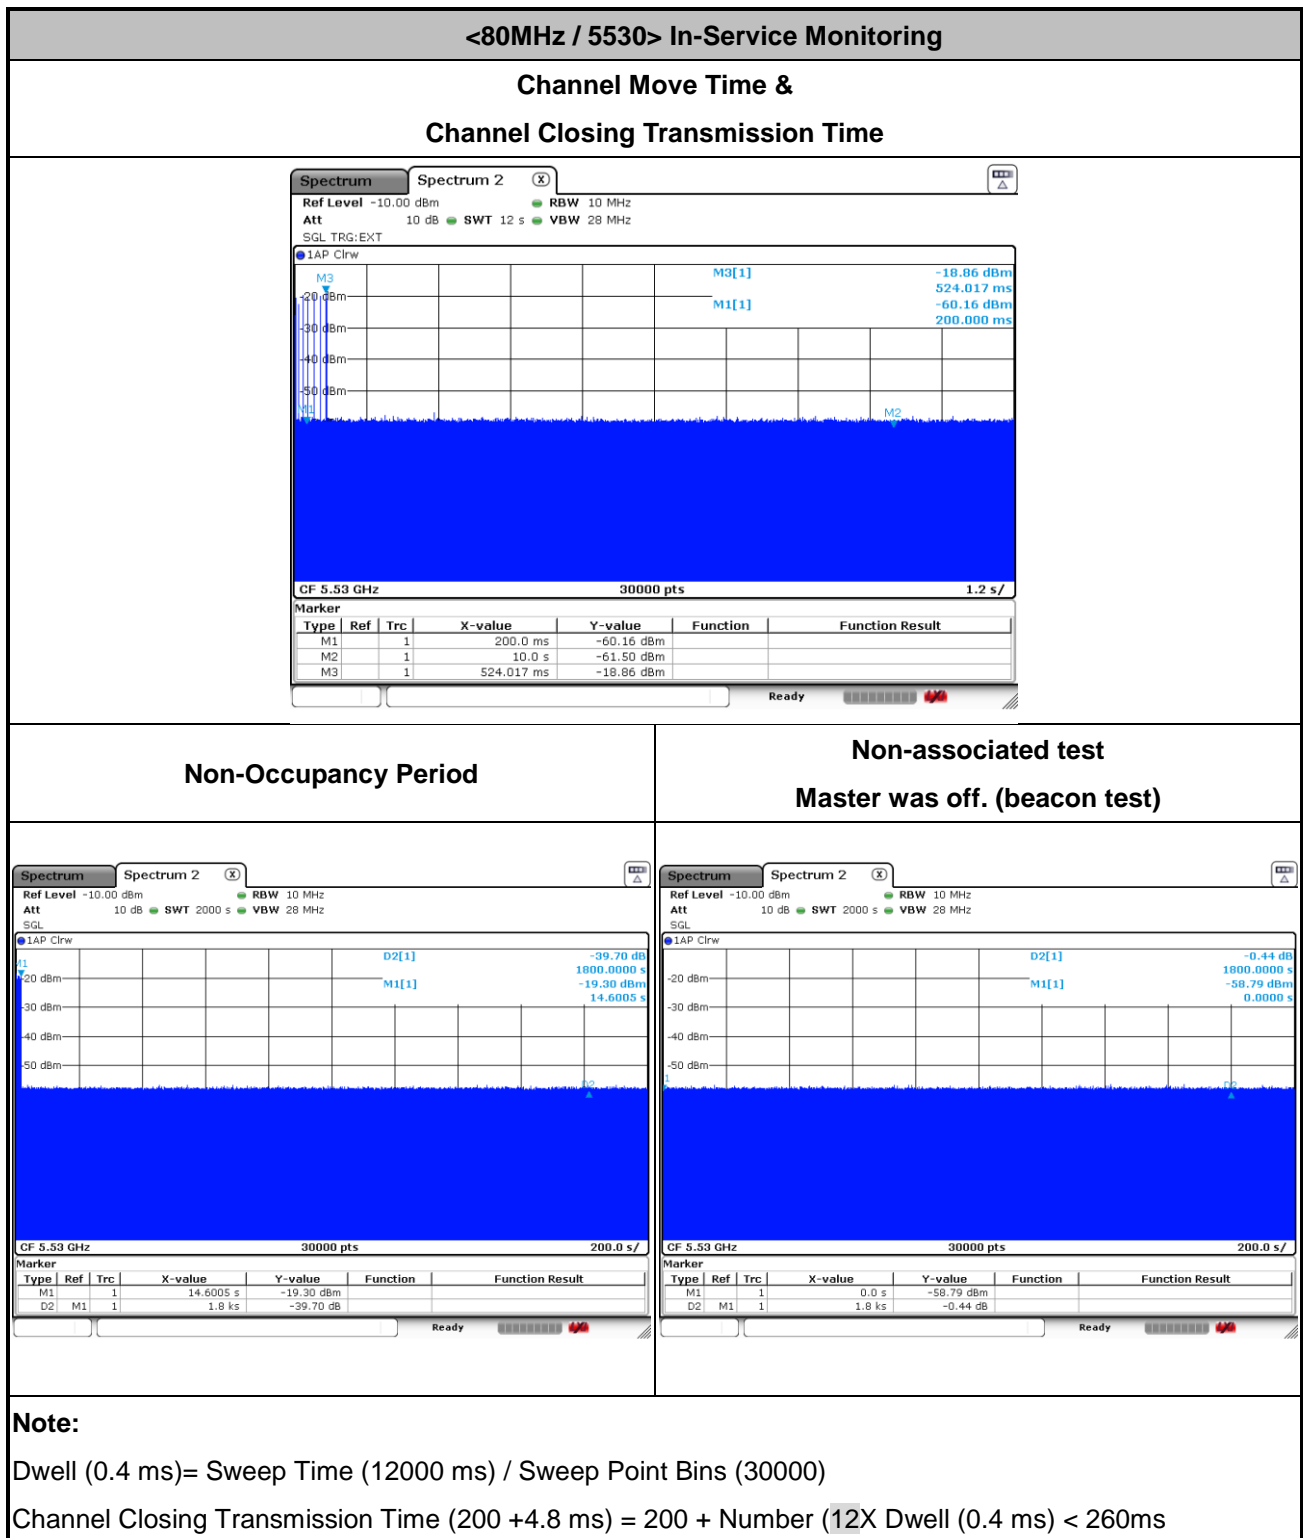 <80MHz / 5530> In-Service Monitoring
Channel Move Time &
Channel Closing Transmission Time
Spectrum Spectrum 2 X
Ref Level -10.00 dBm RBW 10 MHz
Att 10 dB SWT 12 s VBW 28 MHz
SGL TRG:EXT
1AP Clrw
M3[1] -18.86 dBm
524.017 ms
M1[1] -60.16 dBm
200.000 ms
M3
-20 dBm
-30 dBm
-40 dBm
-50 dBm
M1
M2
CF 5.53 GHz 30000 pts 1.2 s/
Marker
Type Ref Trc X-value Y-value Function Function Result
M1 1 200.0 ms -60.16 dBm
M2 1 10.0 s -61.50 dBm
M3 1 524.017 ms -18.86 dBm
Ready
Non-Occupancy Period
Spectrum Spectrum 2 X
Ref Level -10.00 dBm RBW 10 MHz
Att 10 dB SWT 2000 s VBW 28 MHz
SGL
1AP Clrw
D2[1] -39.70 dB
1800.0000 s
M1[1] -19.30 dBm
14.6005 s
M1
-20 dBm
-30 dBm
-40 dBm
-50 dBm
D2
CF 5.53 GHz 30000 pts 200.0 s/
Marker
Type Ref Trc X-value Y-value Function Function Result
M1 1 14.6005 s -19.30 dBm
D2 M1 1 1.8 ks -39.70 dB
Ready
Non-associated test
Master was off. (beacon test)
Spectrum Spectrum 2 X
Ref Level -10.00 dBm RBW 10 MHz
Att 10 dB SWT 2000 s VBW 28 MHz
SGL
1AP Clrw
D2[1] -0.44 dB
1800.0000 s
M1[1] -58.79 dBm
0.0000 s
-20 dBm
-30 dBm
-40 dBm
-50 dBm
1
D2
CF 5.53 GHz 30000 pts 200.0 s/
Marker
Type Ref Trc X-value Y-value Function Function Result
M1 1 0.0 s -58.79 dBm
D2 M1 1 1.8 ks -0.44 dB
Ready
Note:
Dwell (0.4 ms)= Sweep Time (12000 ms) / Sweep Point Bins (30000)
Channel Closing Transmission Time (200 +4.8 ms) = 200 + Number (12X Dwell (0.4 ms) < 260ms